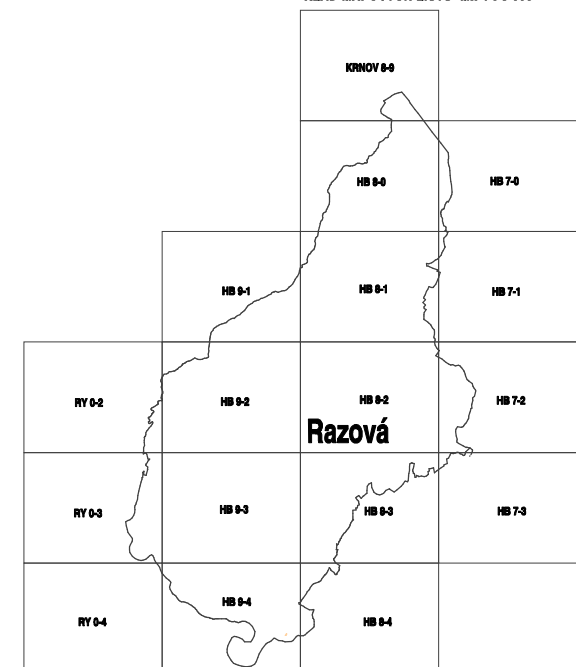 KRNOV 8-9
HB 8-0
HB 7-0
HB 9-1
HB 8-1
HB 7-1
RY 0-2
HB 9-2
HB 8-2
HB 7-2
Razová
RY 0-3
HB 9-3
HB 8-3
HB 7-3
HB 9-4
RY 0-4
HB 8-4